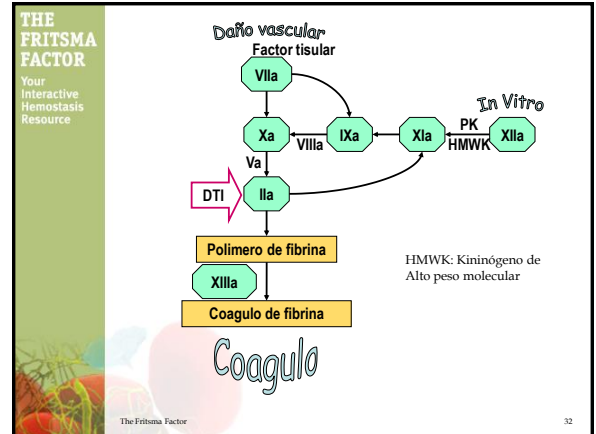 THE
FRITSMA
FACTOR
Your
Interactive
Hemostasis
Resource
Daño vascular
Factor tisular
VIIa
In Vitro
Xa
VIIIa
IXa
XIa
PK
HMWK
XIIa
Va
DTI
IIa
Polimero de fibrina
HMWK: Kininógeno de
Alto peso molecular
XIIIa
Coagulo de fibrina
Coagulo
The Fritsma Factor
32